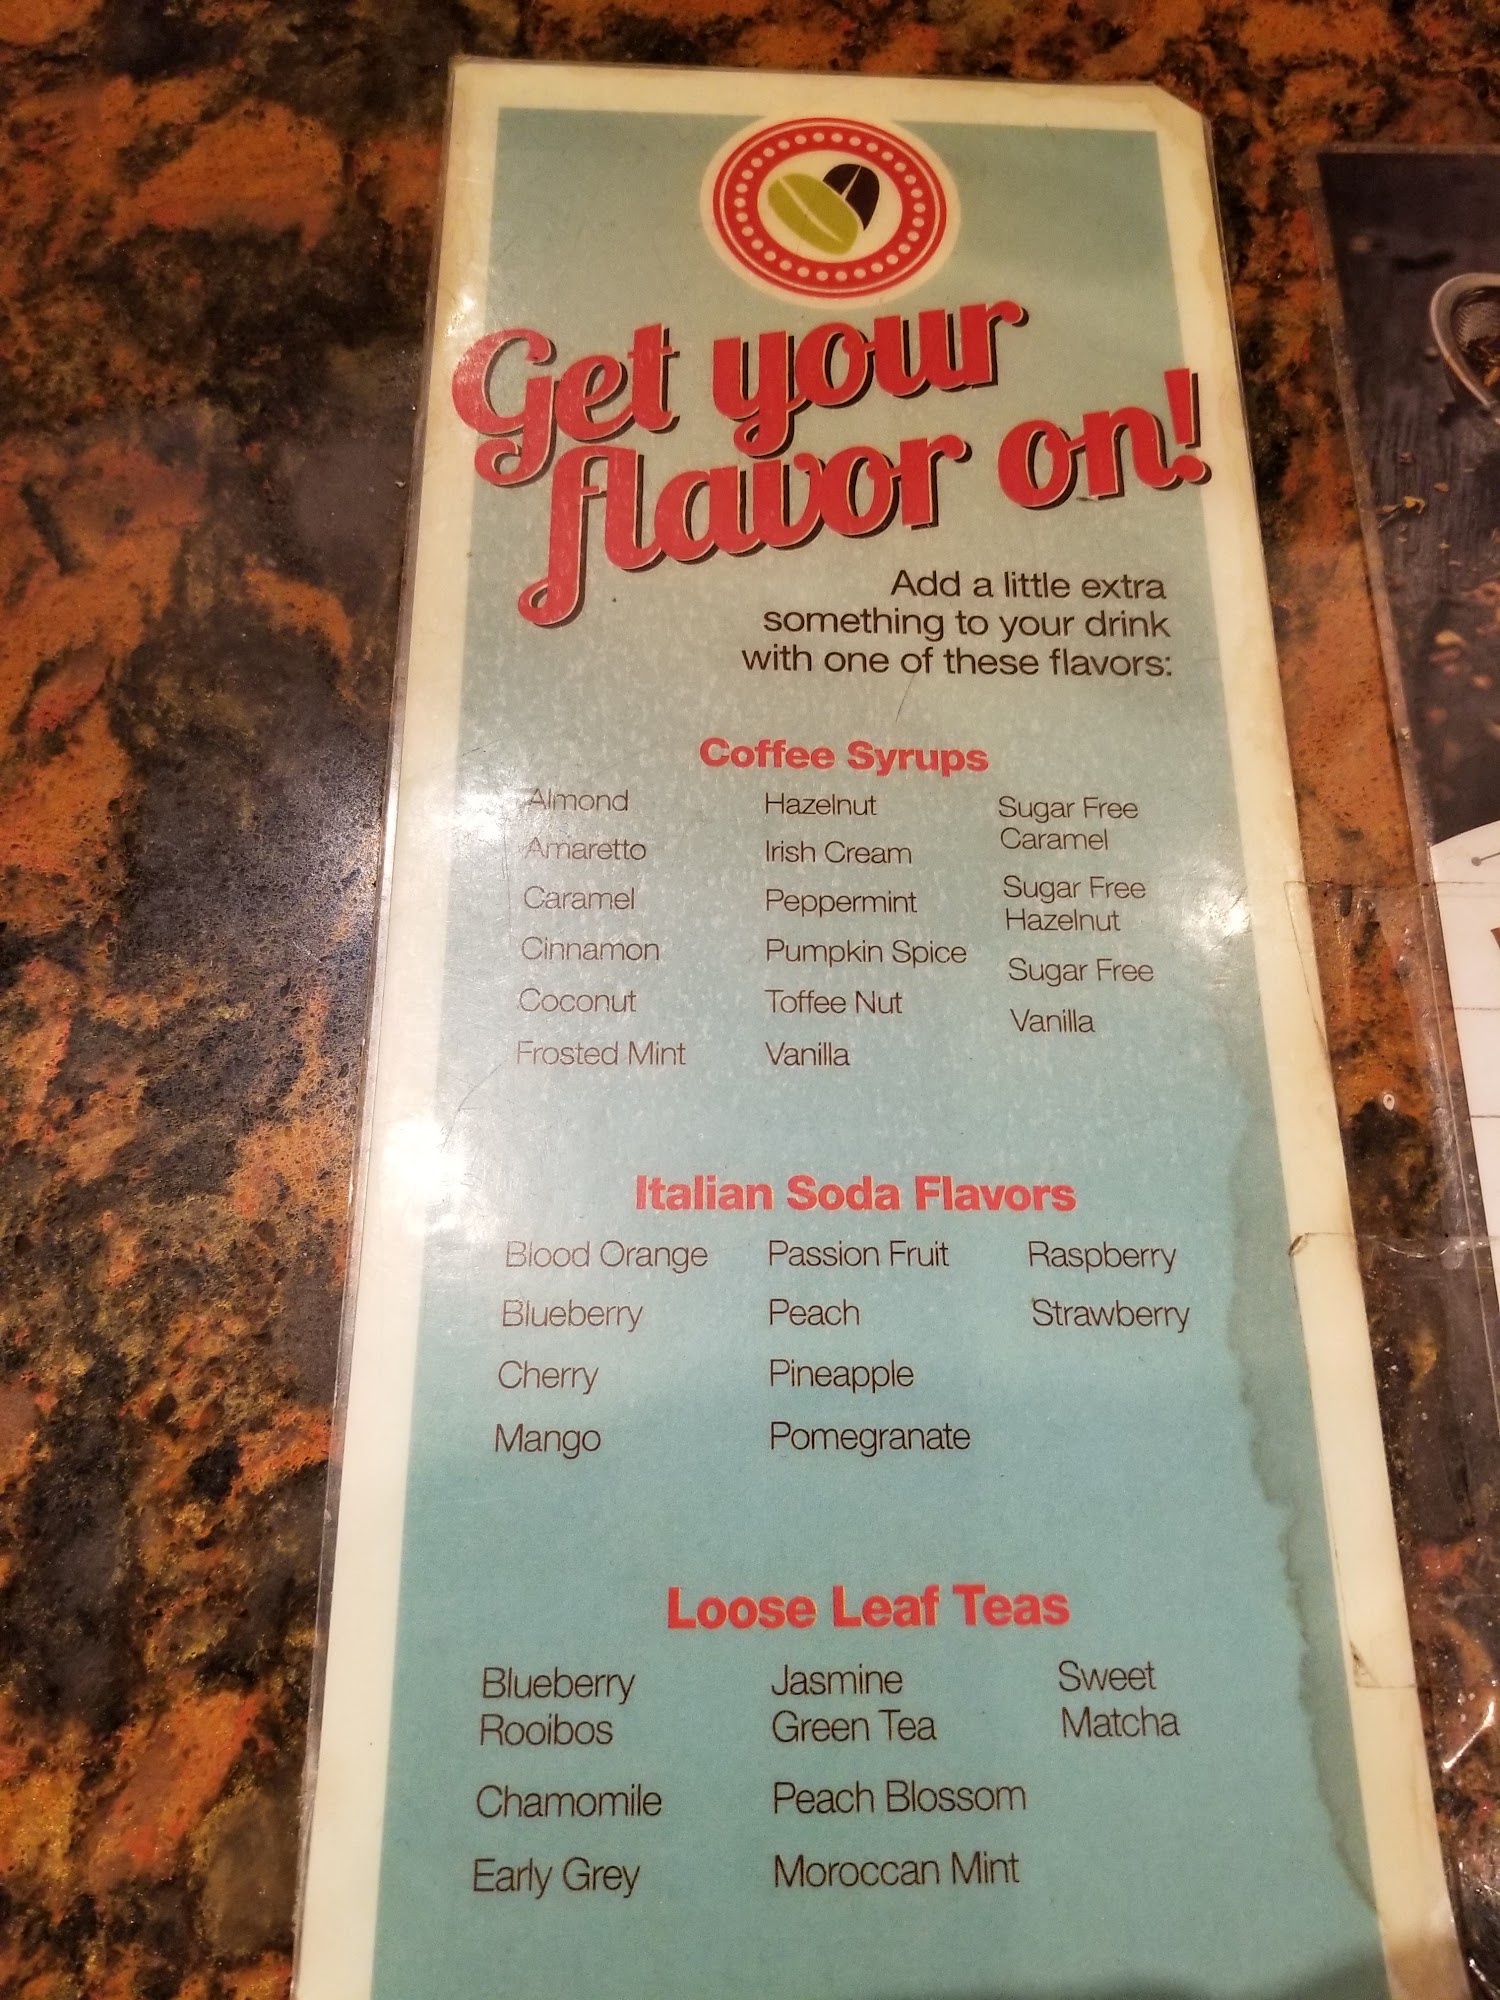 Get your
flavor on!
Add a little extra
something to your drink
with one of these flavors:
Coffee Syrups
Almond
Amaretto
Caramel
Cinnamon
Coconut
Frosted Mint
Hazelnut
Irish Cream
Peppermint
Pumpkin Spice
Toffee Nut
Vanilla
Sugar Free
Caramel
Sugar Free
Hazelnut
Sugar Free
Vanilla
Italian Soda Flavors
Blood Orange
Blueberry
Cherry
Mango
Passion Fruit
Peach
Pineapple
Pomegranate
Raspberry
Strawberry
Loose Leaf Teas
Blueberry
Rooibos
Chamomile
Early Grey
Jasmine
Green Tea
Peach Blossom
Moroccan Mint
Sweet
Matcha